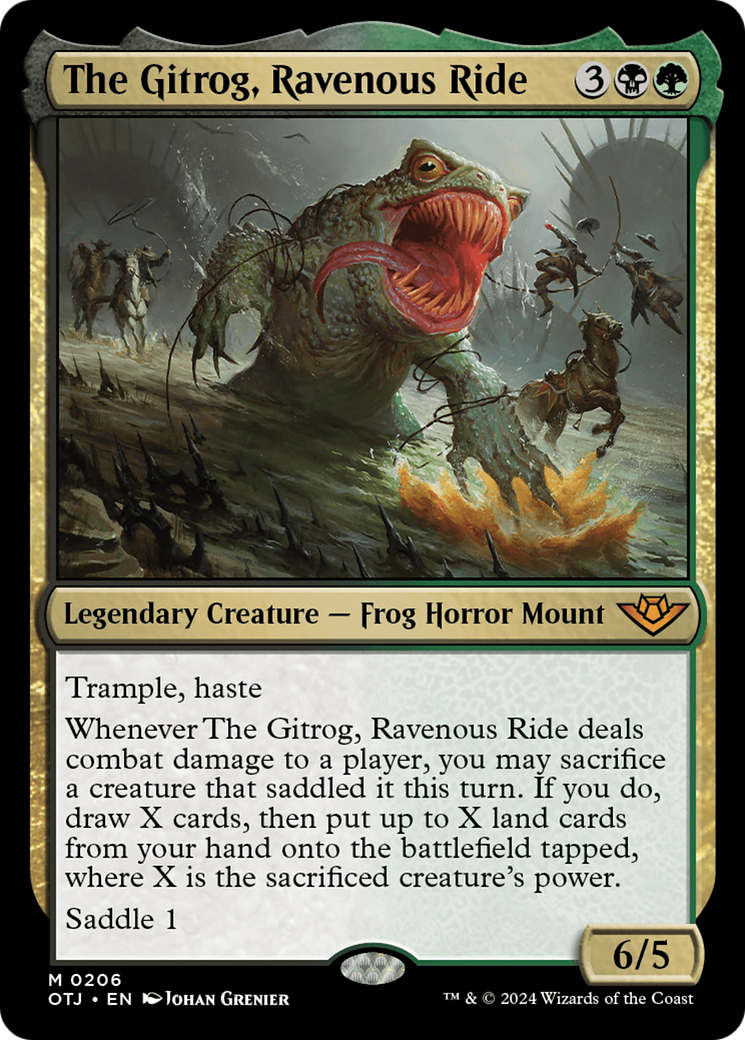 The Gitrog, Ravenous Ride 3
Legendary Creature — Frog Horror Mount
Trample, haste
Whenever The Gitrog, Ravenous Ride deals
combat damage to a player, you may sacrifice
a creature that saddled it this turn. If you do,
draw X cards, then put up to X land cards
from your hand onto the battlefield tapped,
where X is the sacrificed creature's power.
Saddle 1
6/5
M 0206
OTJ • EN Johan Grenier
™ & © 2024 Wizards of the Coast